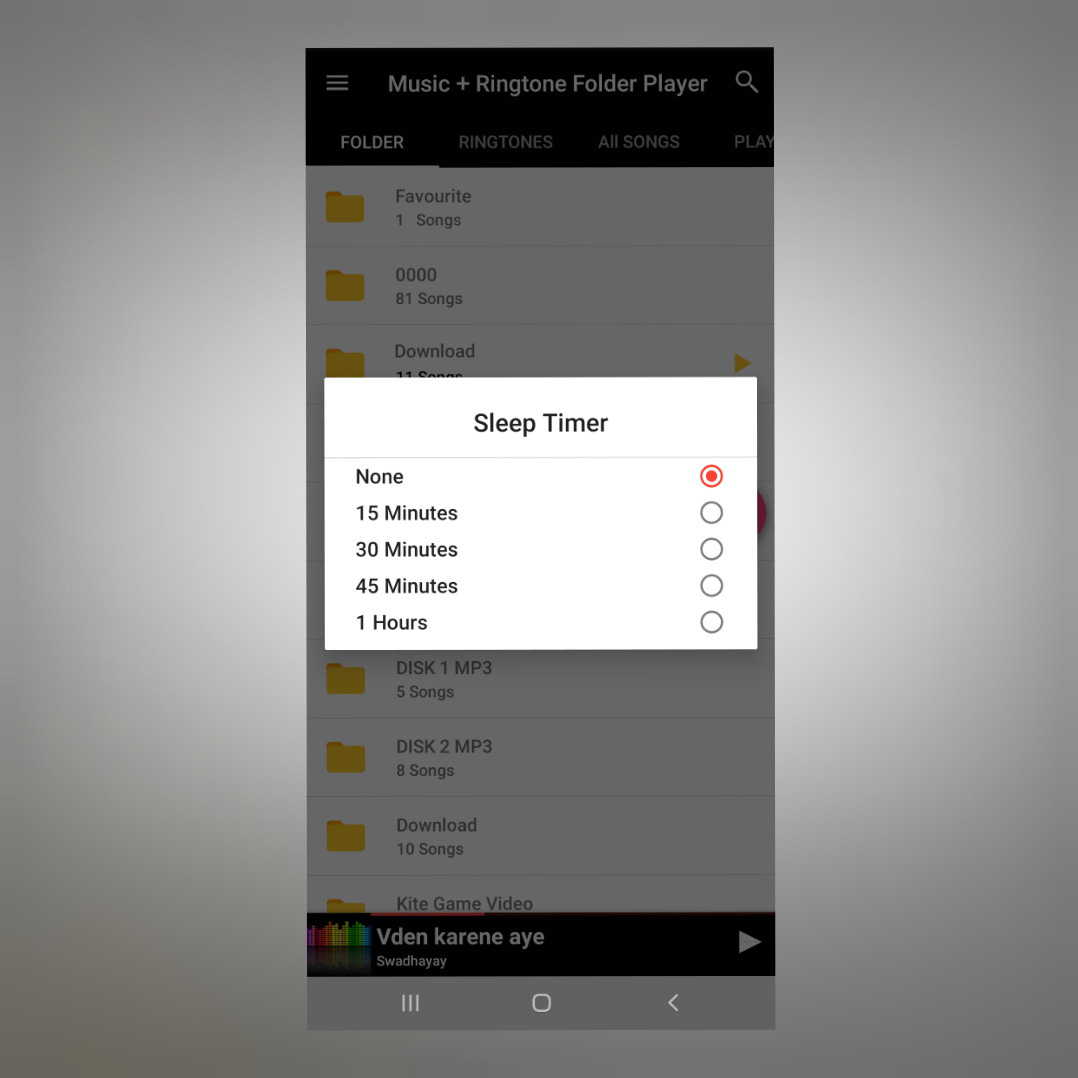 Music + Ringtone Folder Player
FOLDER RINGTONES All SONGS PLAY
Favourite
1 Songs
0000
81 Songs
Download
11 Songs
Sleep Timer
None
15 Minutes
30 Minutes
45 Minutes
1 Hours
DISK 1 MP3
5 Songs
DISK 2 MP3
8 Songs
Download
10 Songs
Kite Game Video
Vden karene aye
Swadhayay